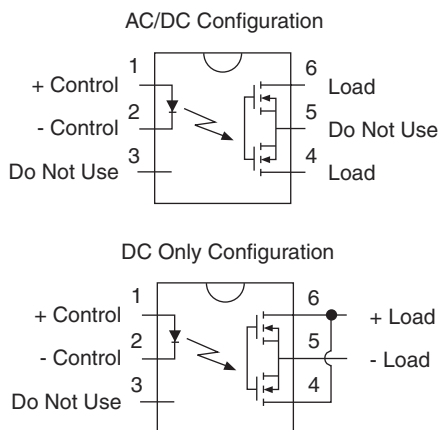 AC/DC Configuration
1
+ Control
2
- Control
3
Do Not Use
6
Load
5
Do Not Use
4
Load
DC Only Configuration
1
+ Control
2
- Control
3
Do Not Use
6
+ Load
5
- Load
4